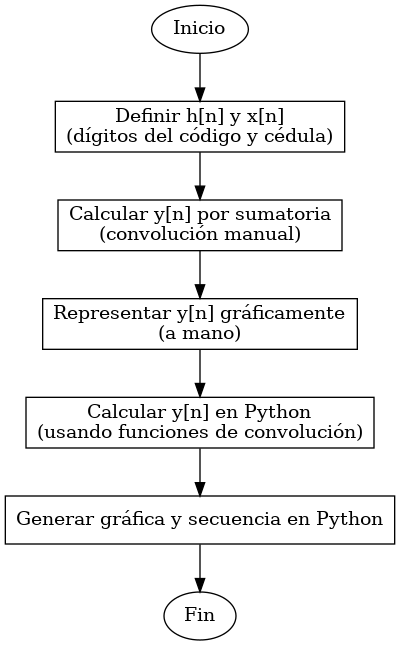 Inicio
Definir h[n] y x[n]
(dígitos del código y cédula)
Calcular y[n] por sumatoria
(convolución manual)
Representar y[n] gráficamente
(a mano)
Calcular y[n] en Python
(usando funciones de convolución)
Generar gráfica y secuencia en Python
Fin